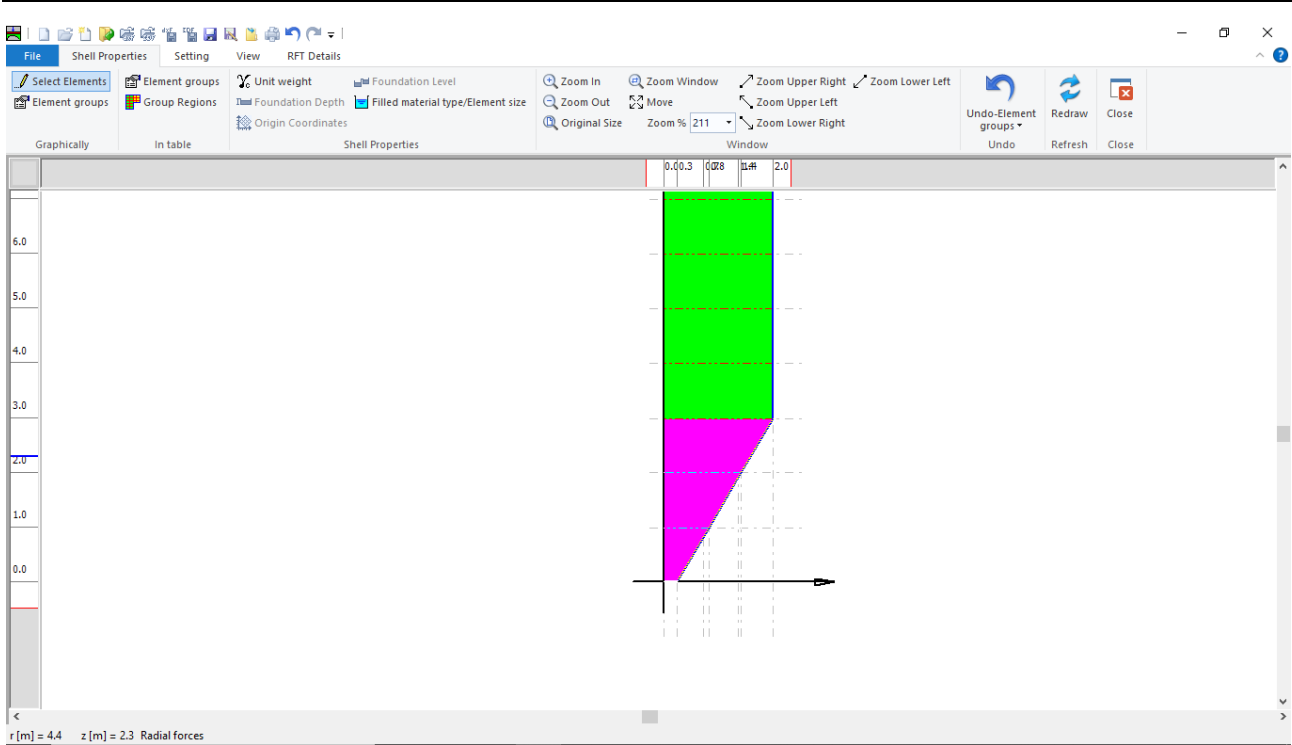 File Shell Properties Setting View RFT Details
Select Elements Element groups Unit weight Foundation Level Zoom In Zoom Window Zoom Upper Right Zoom Lower Left
Element groups Group Regions Foundation Depth Filled material type/Element size Zoom Out Move Zoom Upper Left Undo-Element groups Redraw Close
Origin Coordinates Original Size Zoom % 211 Zoom Lower Right
Graphically In table Shell Properties Window Undo Refresh Close
2.0
6.0
5.0
4.0
3.0
2.0
1.0
0.0
r [m] = 4.4 z [m] = 2.3 Radial forces